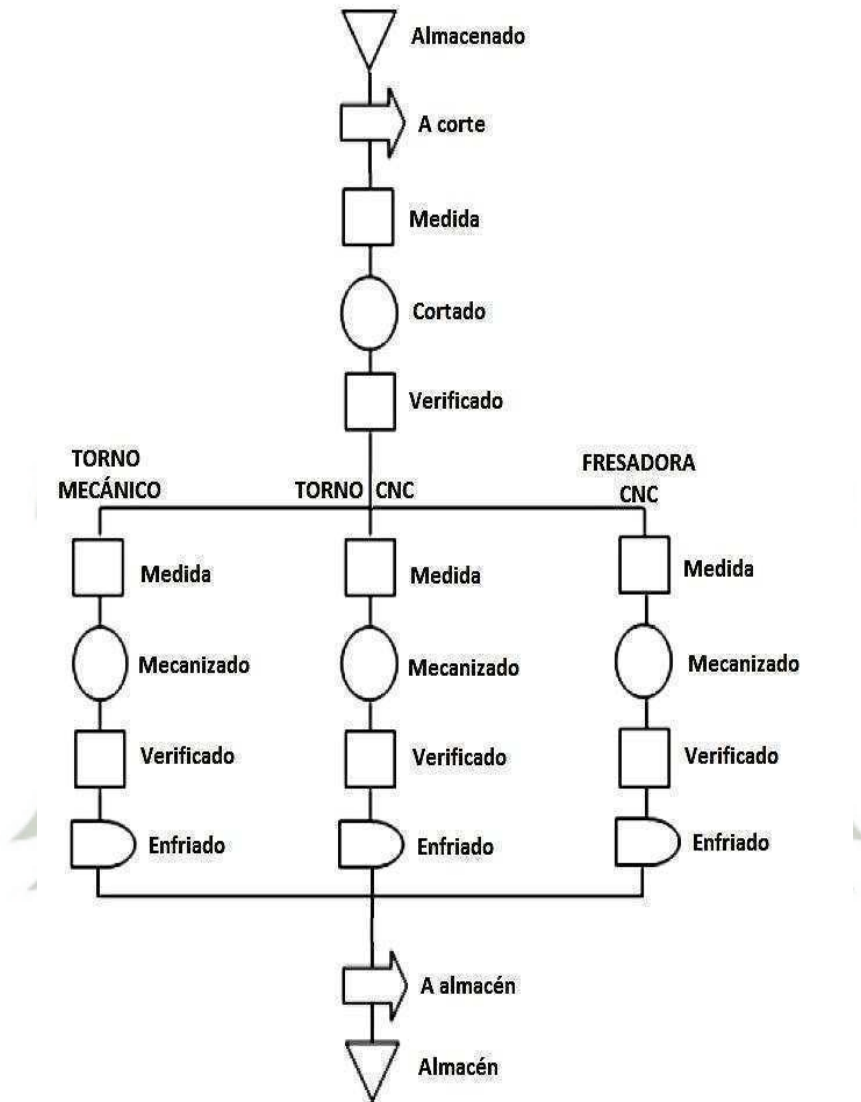 Almacenado
A corte
Medida
Cortado
Verificado
TORNO
MECÁNICO
TORNO CNC
FRESADORA
CNC
Medida
Medida
Medida
Mecanizado
Mecanizado
Mecanizado
Verificado
Verificado
Verificado
Enfriado
Enfriado
Enfriado
A almacén
Almacén